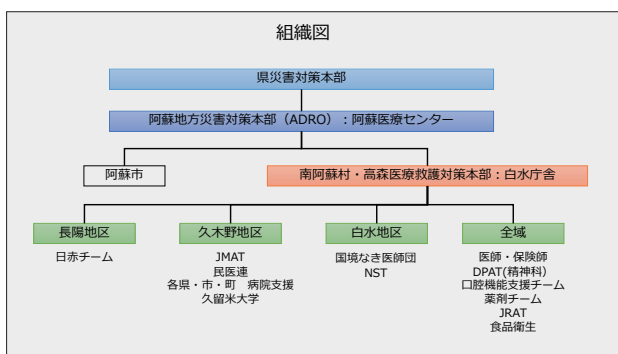 組織図
県災害対策本部
阿蘇地方災害対策本部（ADRO）：阿蘇医療センター
阿蘇市
南阿蘇村・高森医療救護対策本部：白水庁舎
長陽地区
日赤チーム
久木野地区
JMAT
民医連
各県・市・町　病院支援
久留米大学
白水地区
国境なき医師団
NST
全域
医師・保険師
DPAT(精神科)
口腔機能支援チーム
薬剤チーム
JRAT
食品衛生